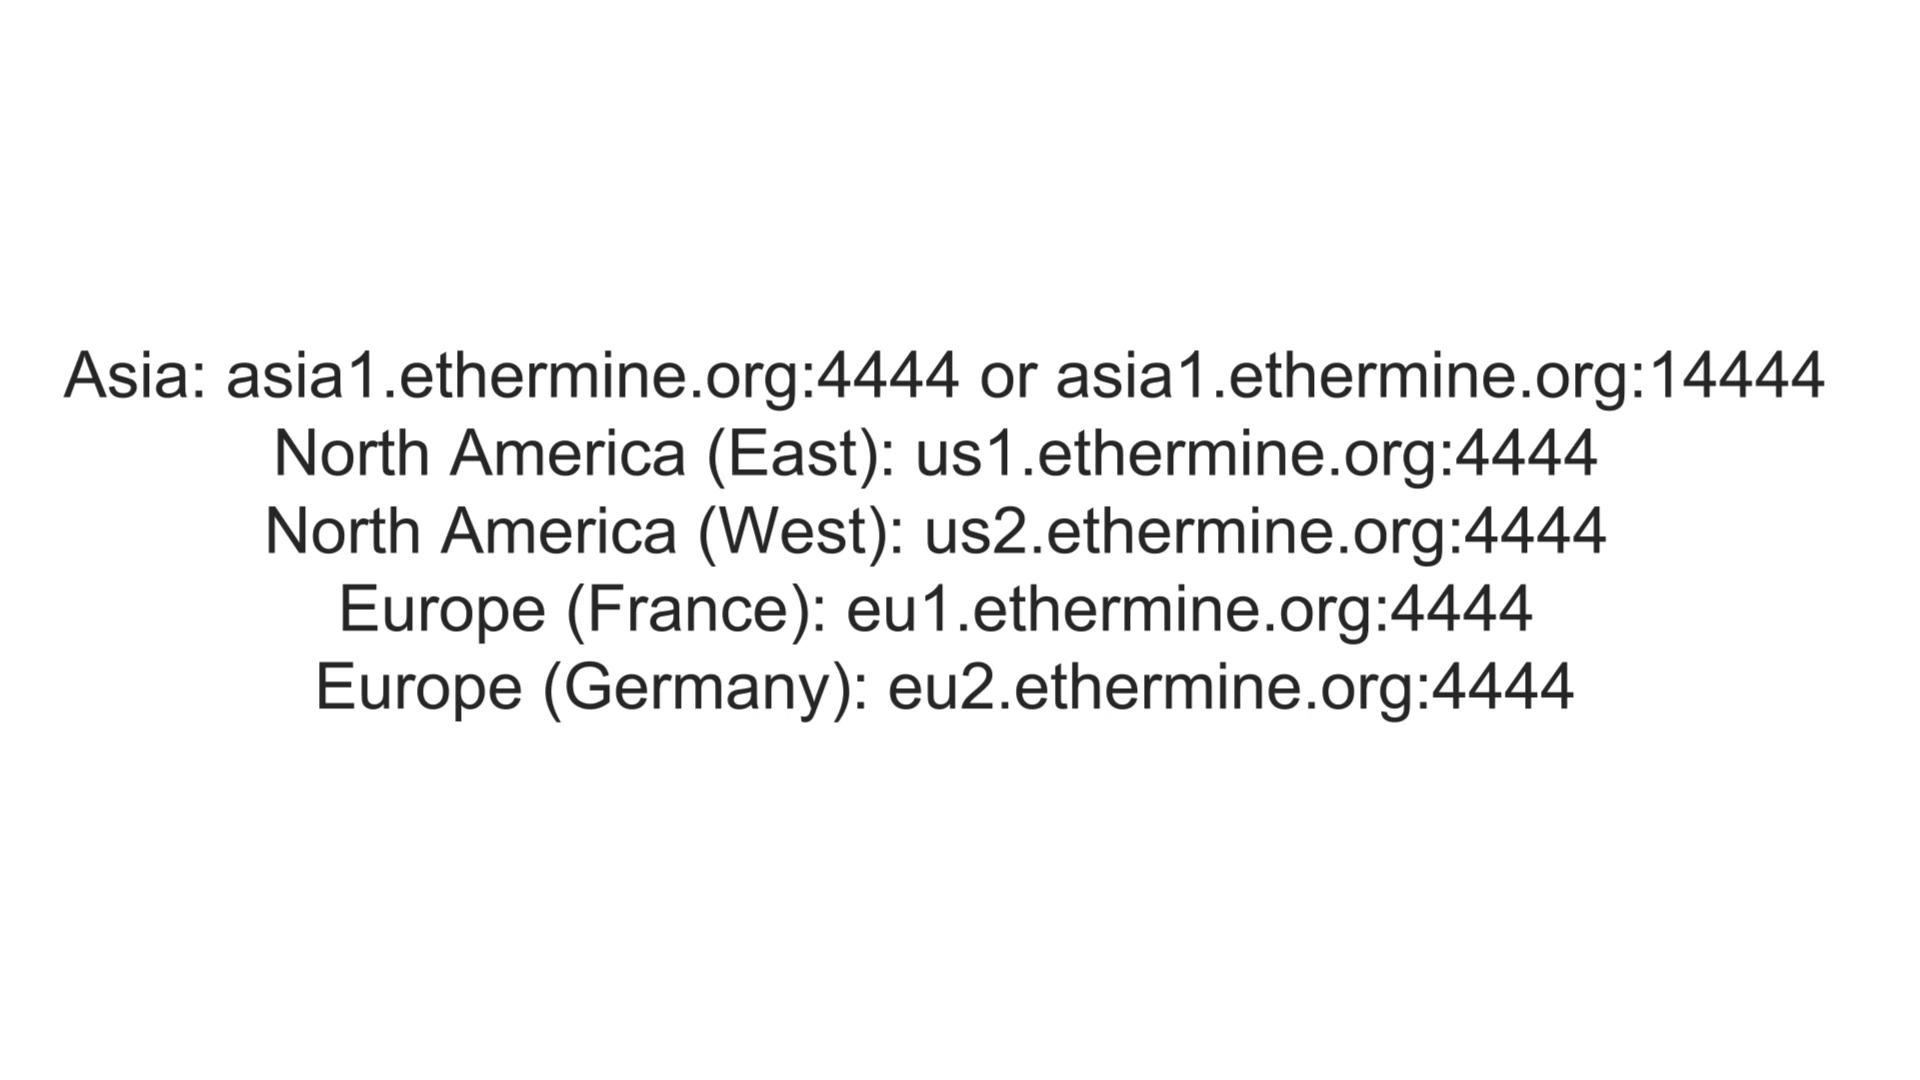 Asia: asia1.ethermine.org:4444 or asia1.ethermine.org:14444
North America (East): us1.ethermine.org:4444
North America (West): us2.ethermine.org:4444
Europe (France): eu1.ethermine.org:4444
Europe (Germany): eu2.ethermine.org:4444